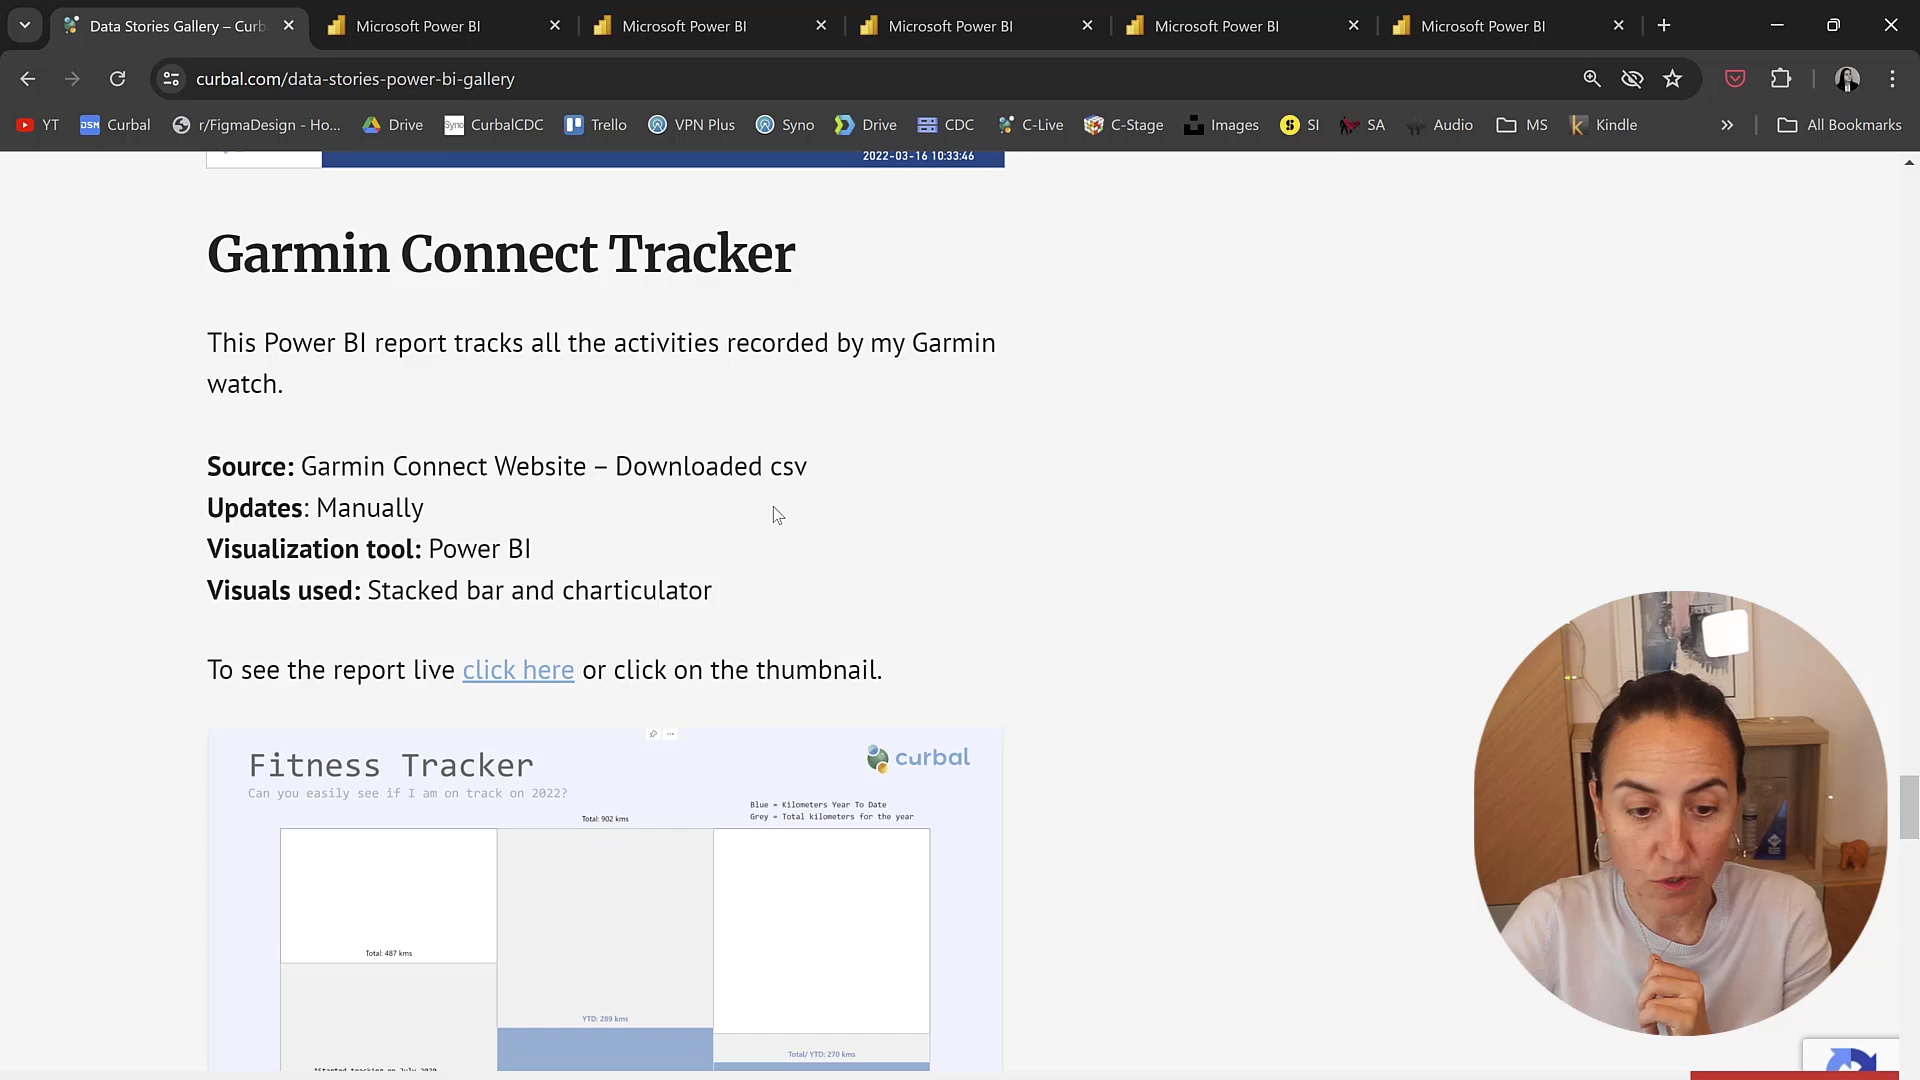 Data Stories Gallery – Curb
Microsoft Power BI
Microsoft Power BI
Microsoft Power BI
Microsoft Power BI
Microsoft Power BI
curbal.com/data-stories-power-bi-gallery
YT
DSM Curbal
r/FigmaDesign - Ho...
Drive
Syno CurbalCDC
Trello
VPN Plus
Syno
Drive
CDC
C-Live
C-Stage
Images
SI
SA
Audio
MS
Kindle
All Bookmarks
2022-03-16 10:33:46
Garmin Connect Tracker
This Power BI report tracks all the activities recorded by my Garmin
watch.
Source: Garmin Connect Website – Downloaded csv
Updates: Manually
Visualization tool: Power BI
Visuals used: Stacked bar and charticulator
To see the report live click here or click on the thumbnail.
Fitness Tracker
curbal
Can you easily see if I am on track on 2022?
Blue = Kilometers Year To Date
Grey = Total kilometers for the year
Total: 902 kms
Total: 487 kms
YTD: 289 kms
Total/ YTD: 270 kms
*Started tracking on July 2020